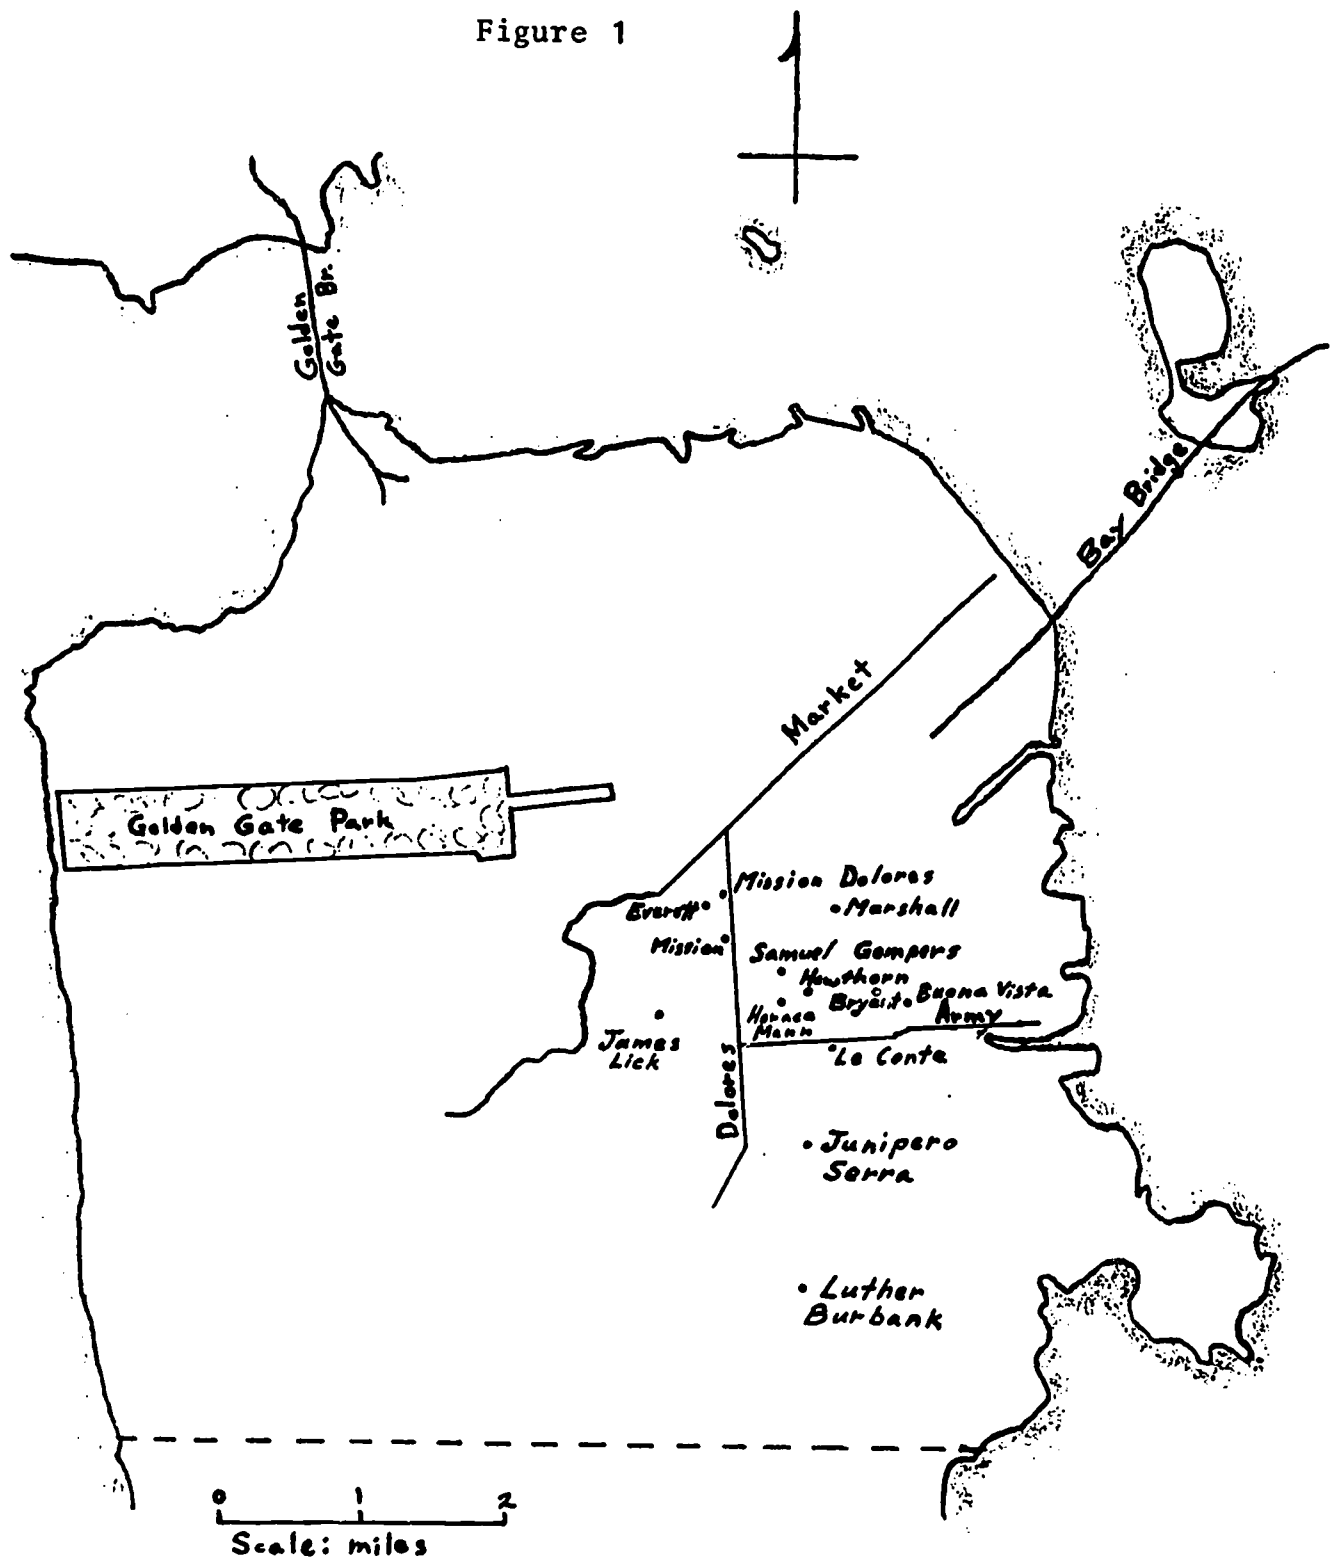 Figure 1
Golden
Gate Br.
Bay Bridge
Market
Golden Gate Park
Mission Dolores
Everett
Marshall
Mission
Samuel Gompers
Hawthorn
Bryant
Buena Vista
Horace
Mann
Army
James
Lick
Le Conte
Dolores
Junipero
Serra
Luther
Burbank
0 1 2
Scale: miles